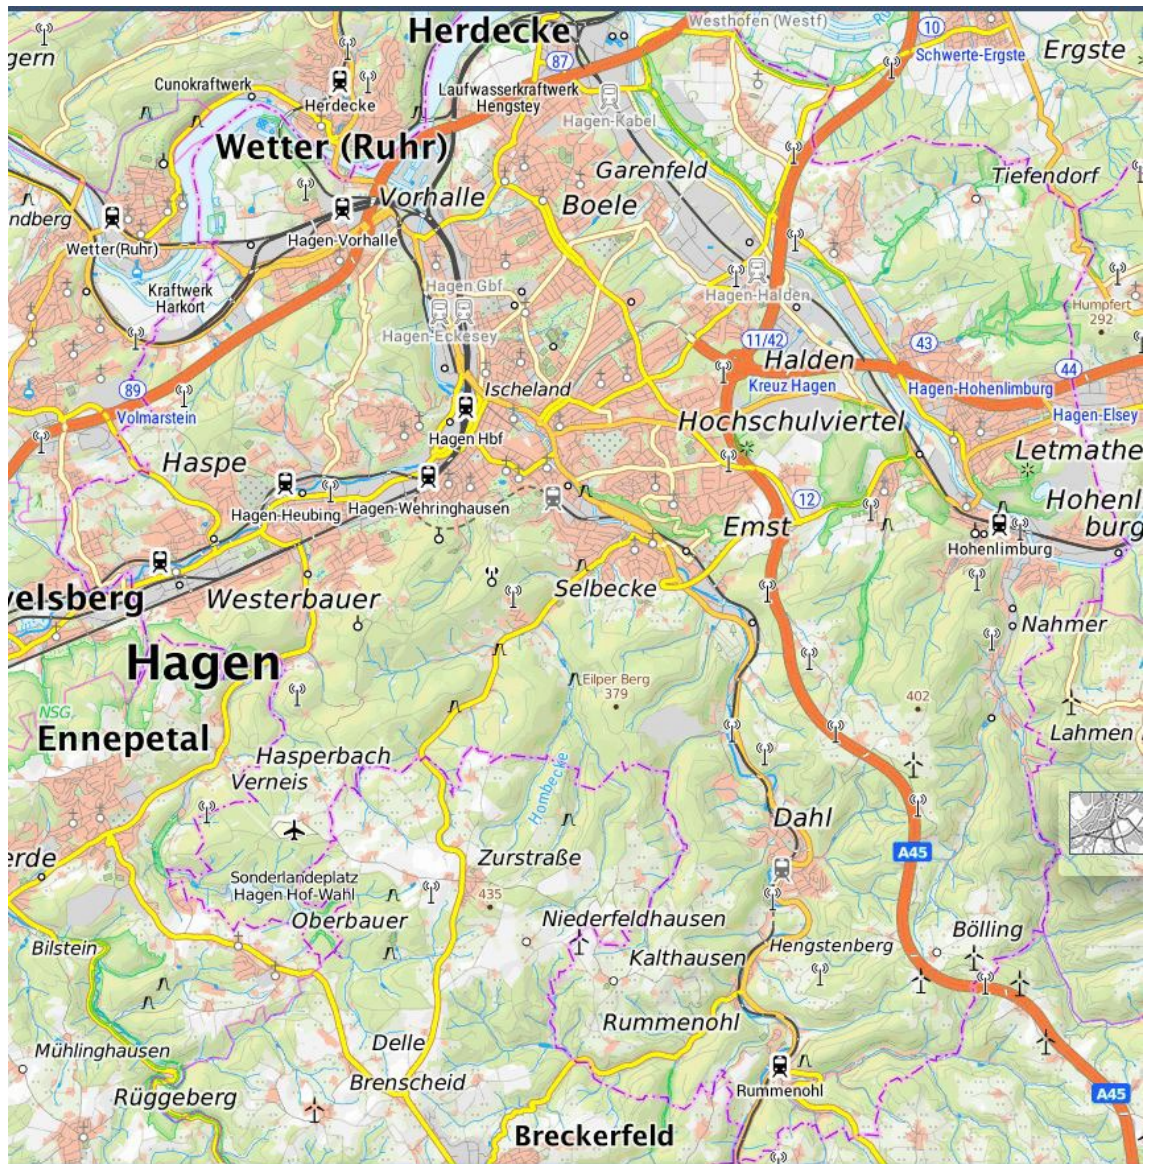 Herdecke
Westhofen (Westf)
10
Schwerte-Ergste
Ergste
gern
87
Cunokraftwerk
Herdecke
Laufwasserkraftwerk
Hengstey
Hagen-Kabel
Wetter (Ruhr)
Garenfeld
Tiefendorf
Vorhalle
Boele
ndberg
Wetter(Ruhr)
Hagen-Vorhalle
Kraftwerk
Harkort
Hagen Gbf
Hagen-Halden
Hagen-Eckesey
Humpfert
292
11/42
43
44
Halden
Kreuz Hagen
Hagen-Hohenlimburg
89
Volmarstein
Ischeland
Hagen-Elsey
Hochschulviertel
Hagen Hbf
Haspe
Letmathe
12
Hagen-Heubing
Hagen-Wehringhausen
Hohenl
burg
Emst
Hohenlimburg
velsberg
Westerbauer
Selbecke
Nahmer
Hagen
Eilper Berg
379
402
NSG
Ennepetal
Hasperbach
Verneis
Lahmen
Hombecke
Dahl
erde
Zurstraße
A45
Sonderlandeplatz
Hagen Hof-Wahl
435
Oberbauer
Niederfeldhausen
Bölling
Bilstein
Kalthausen
Hengstenberg
Rummenohl
Mühlinghausen
Delle
Brenscheid
Rüggeberg
Rummenohl
A45
Breckerfeld